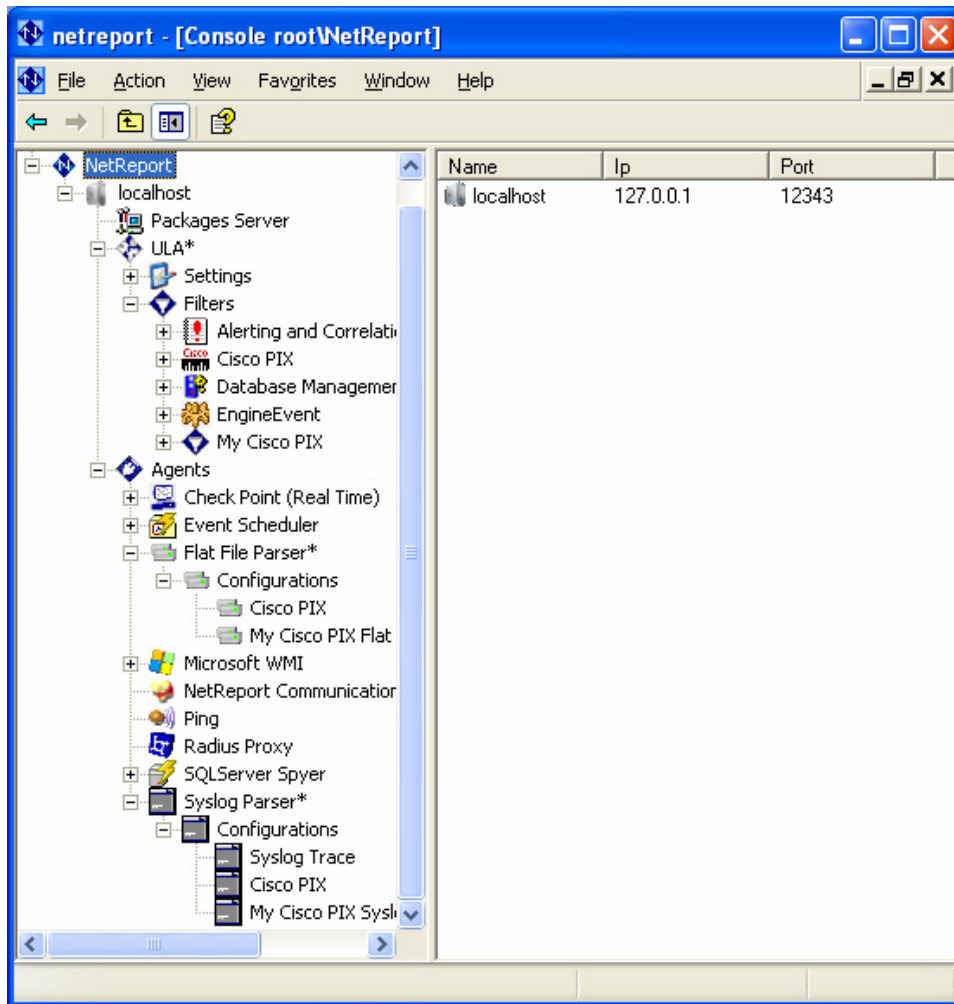 netreport - [Console root\NetReport]
File Action View Favorites Window Help
NetReport
localhost
Packages Server
ULA*
Settings
Filters
Alerting and Correlati
Cisco PIX
Database Managemer
EngineEvent
My Cisco PIX
Agents
Check Point (Real Time)
Event Scheduler
Flat File Parser*
Configurations
Cisco PIX
My Cisco PIX Flat
Microsoft WMI
NetReport Communication
Ping
Radius Proxy
SQLServer Spyer
Syslog Parser*
Configurations
Syslog Trace
Cisco PIX
My Cisco PIX Sysl
Name Ip Port
localhost 127.0.0.1 12343